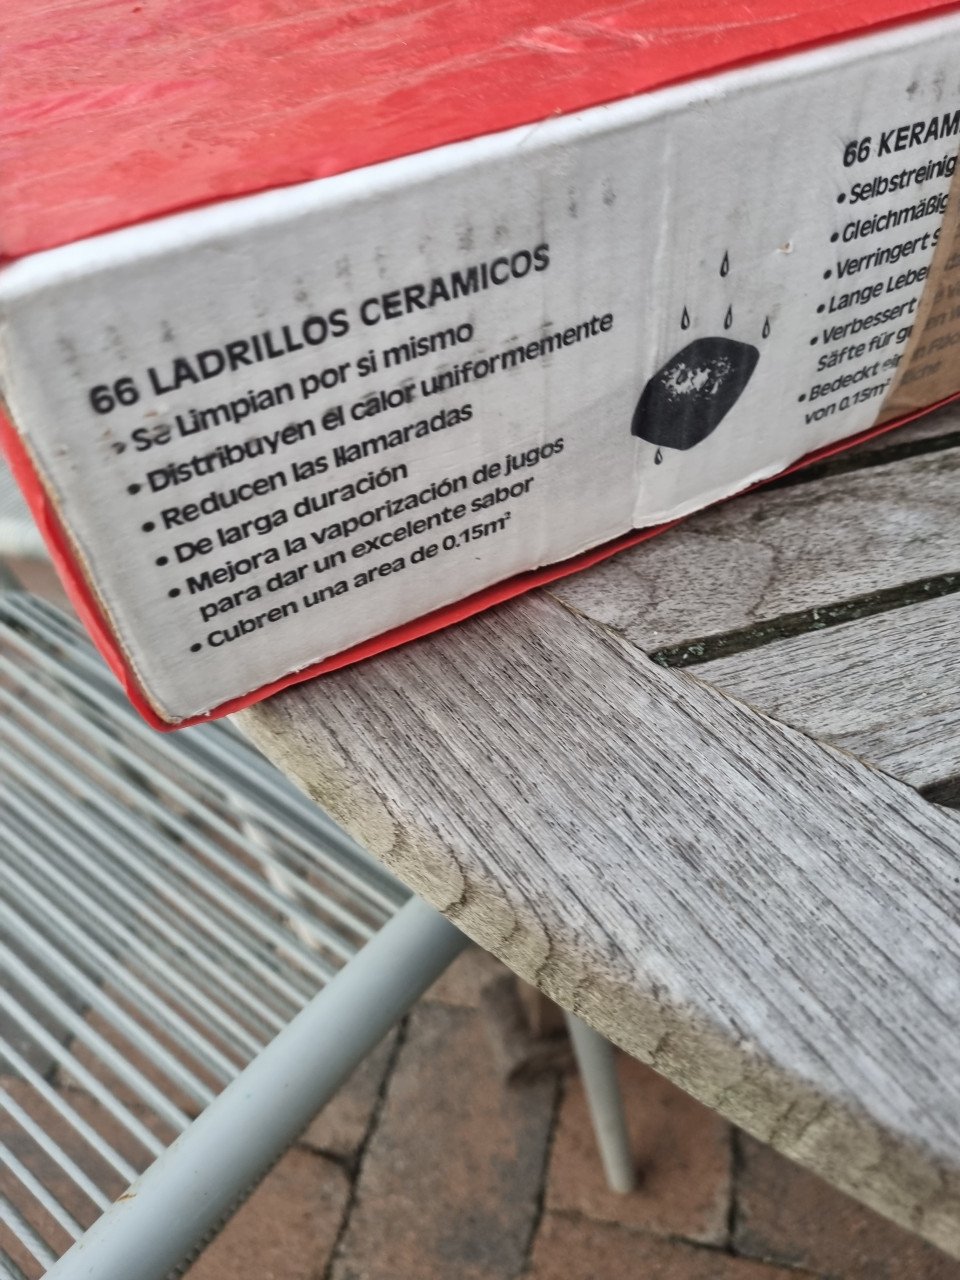 66 LADRILLOS CERAMICOS
• Se Limpian por si mismo
• Distribuyen el calor uniformemente
• Reducen las llamaradas
• De larga duración
• Mejora la vaporización de jugos
para dar un excelente sabor
• Cubren una area de 0.15m²
66 KERAM
• Selbstreinig
• Gleichmäßig
• Verringert
• Lange Lebe
• Verbessert
Säfte für
• Bedeckt
von 0.15m²